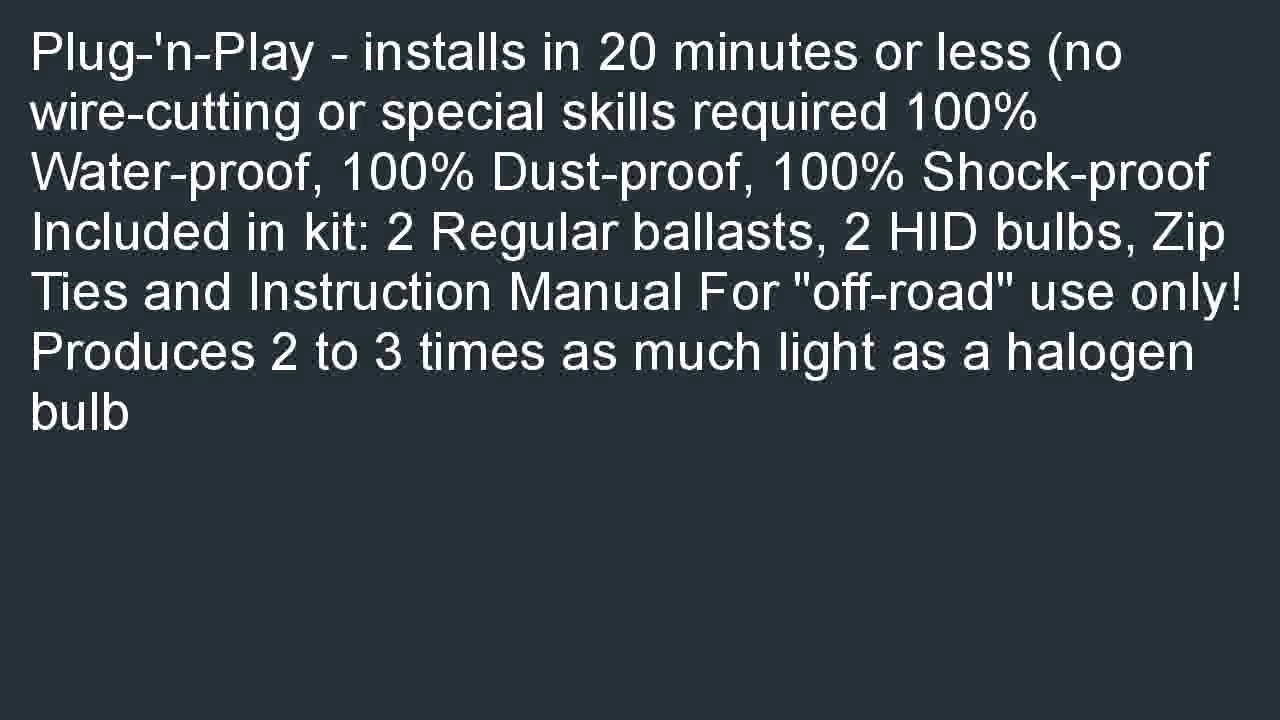 Plug-'n-Play - installs in 20 minutes or less (no
wire-cutting or special skills required 100%
Water-proof, 100% Dust-proof, 100% Shock-proof
Included in kit: 2 Regular ballasts, 2 HID bulbs, Zip
Ties and Instruction Manual For "off-road" use only!
Produces 2 to 3 times as much light as a halogen
bulb